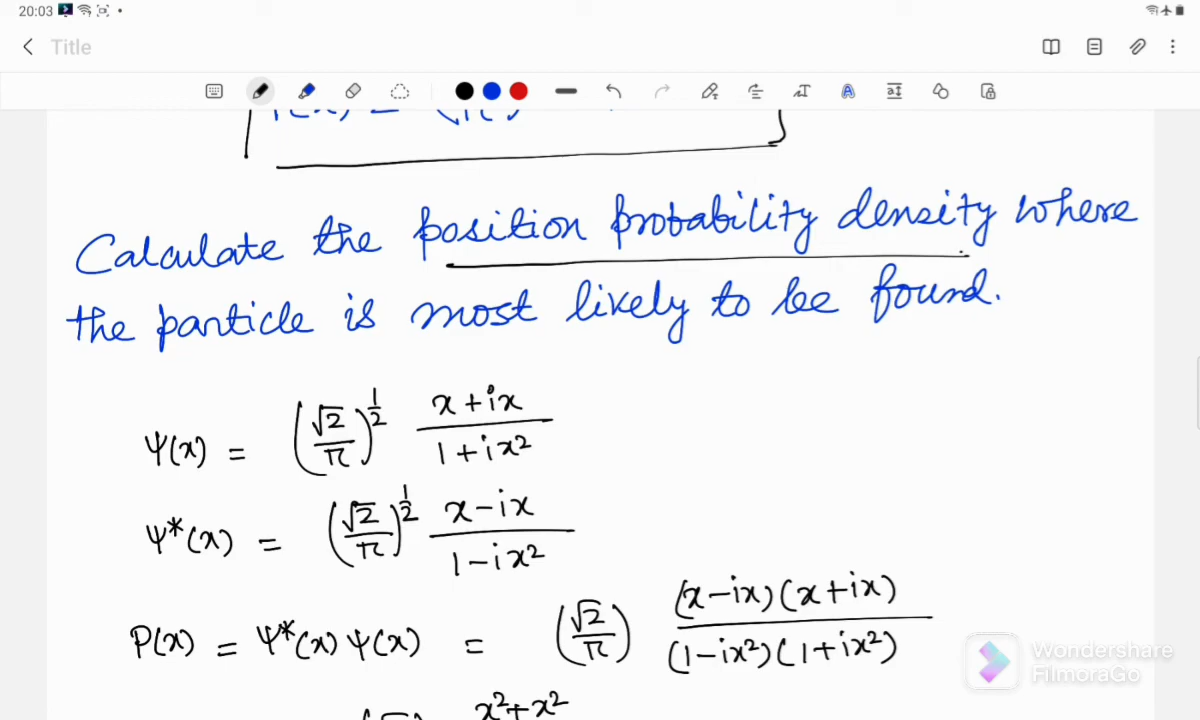 20:03
Title
Calculate the position probability density where
the particle is most likely to be found.
Ψ(x) = (√2/π)^1/2 x+ix/1+ix²
Ψ*(x) = (√2/π)^1/2 x-ix/1-ix²
P(x) = Ψ*(x) Ψ(x) = (√2/π) (x-ix)(x+ix)/(1-ix²)(1+ix²)
x²+x²
Wondershare
FilmoraGo